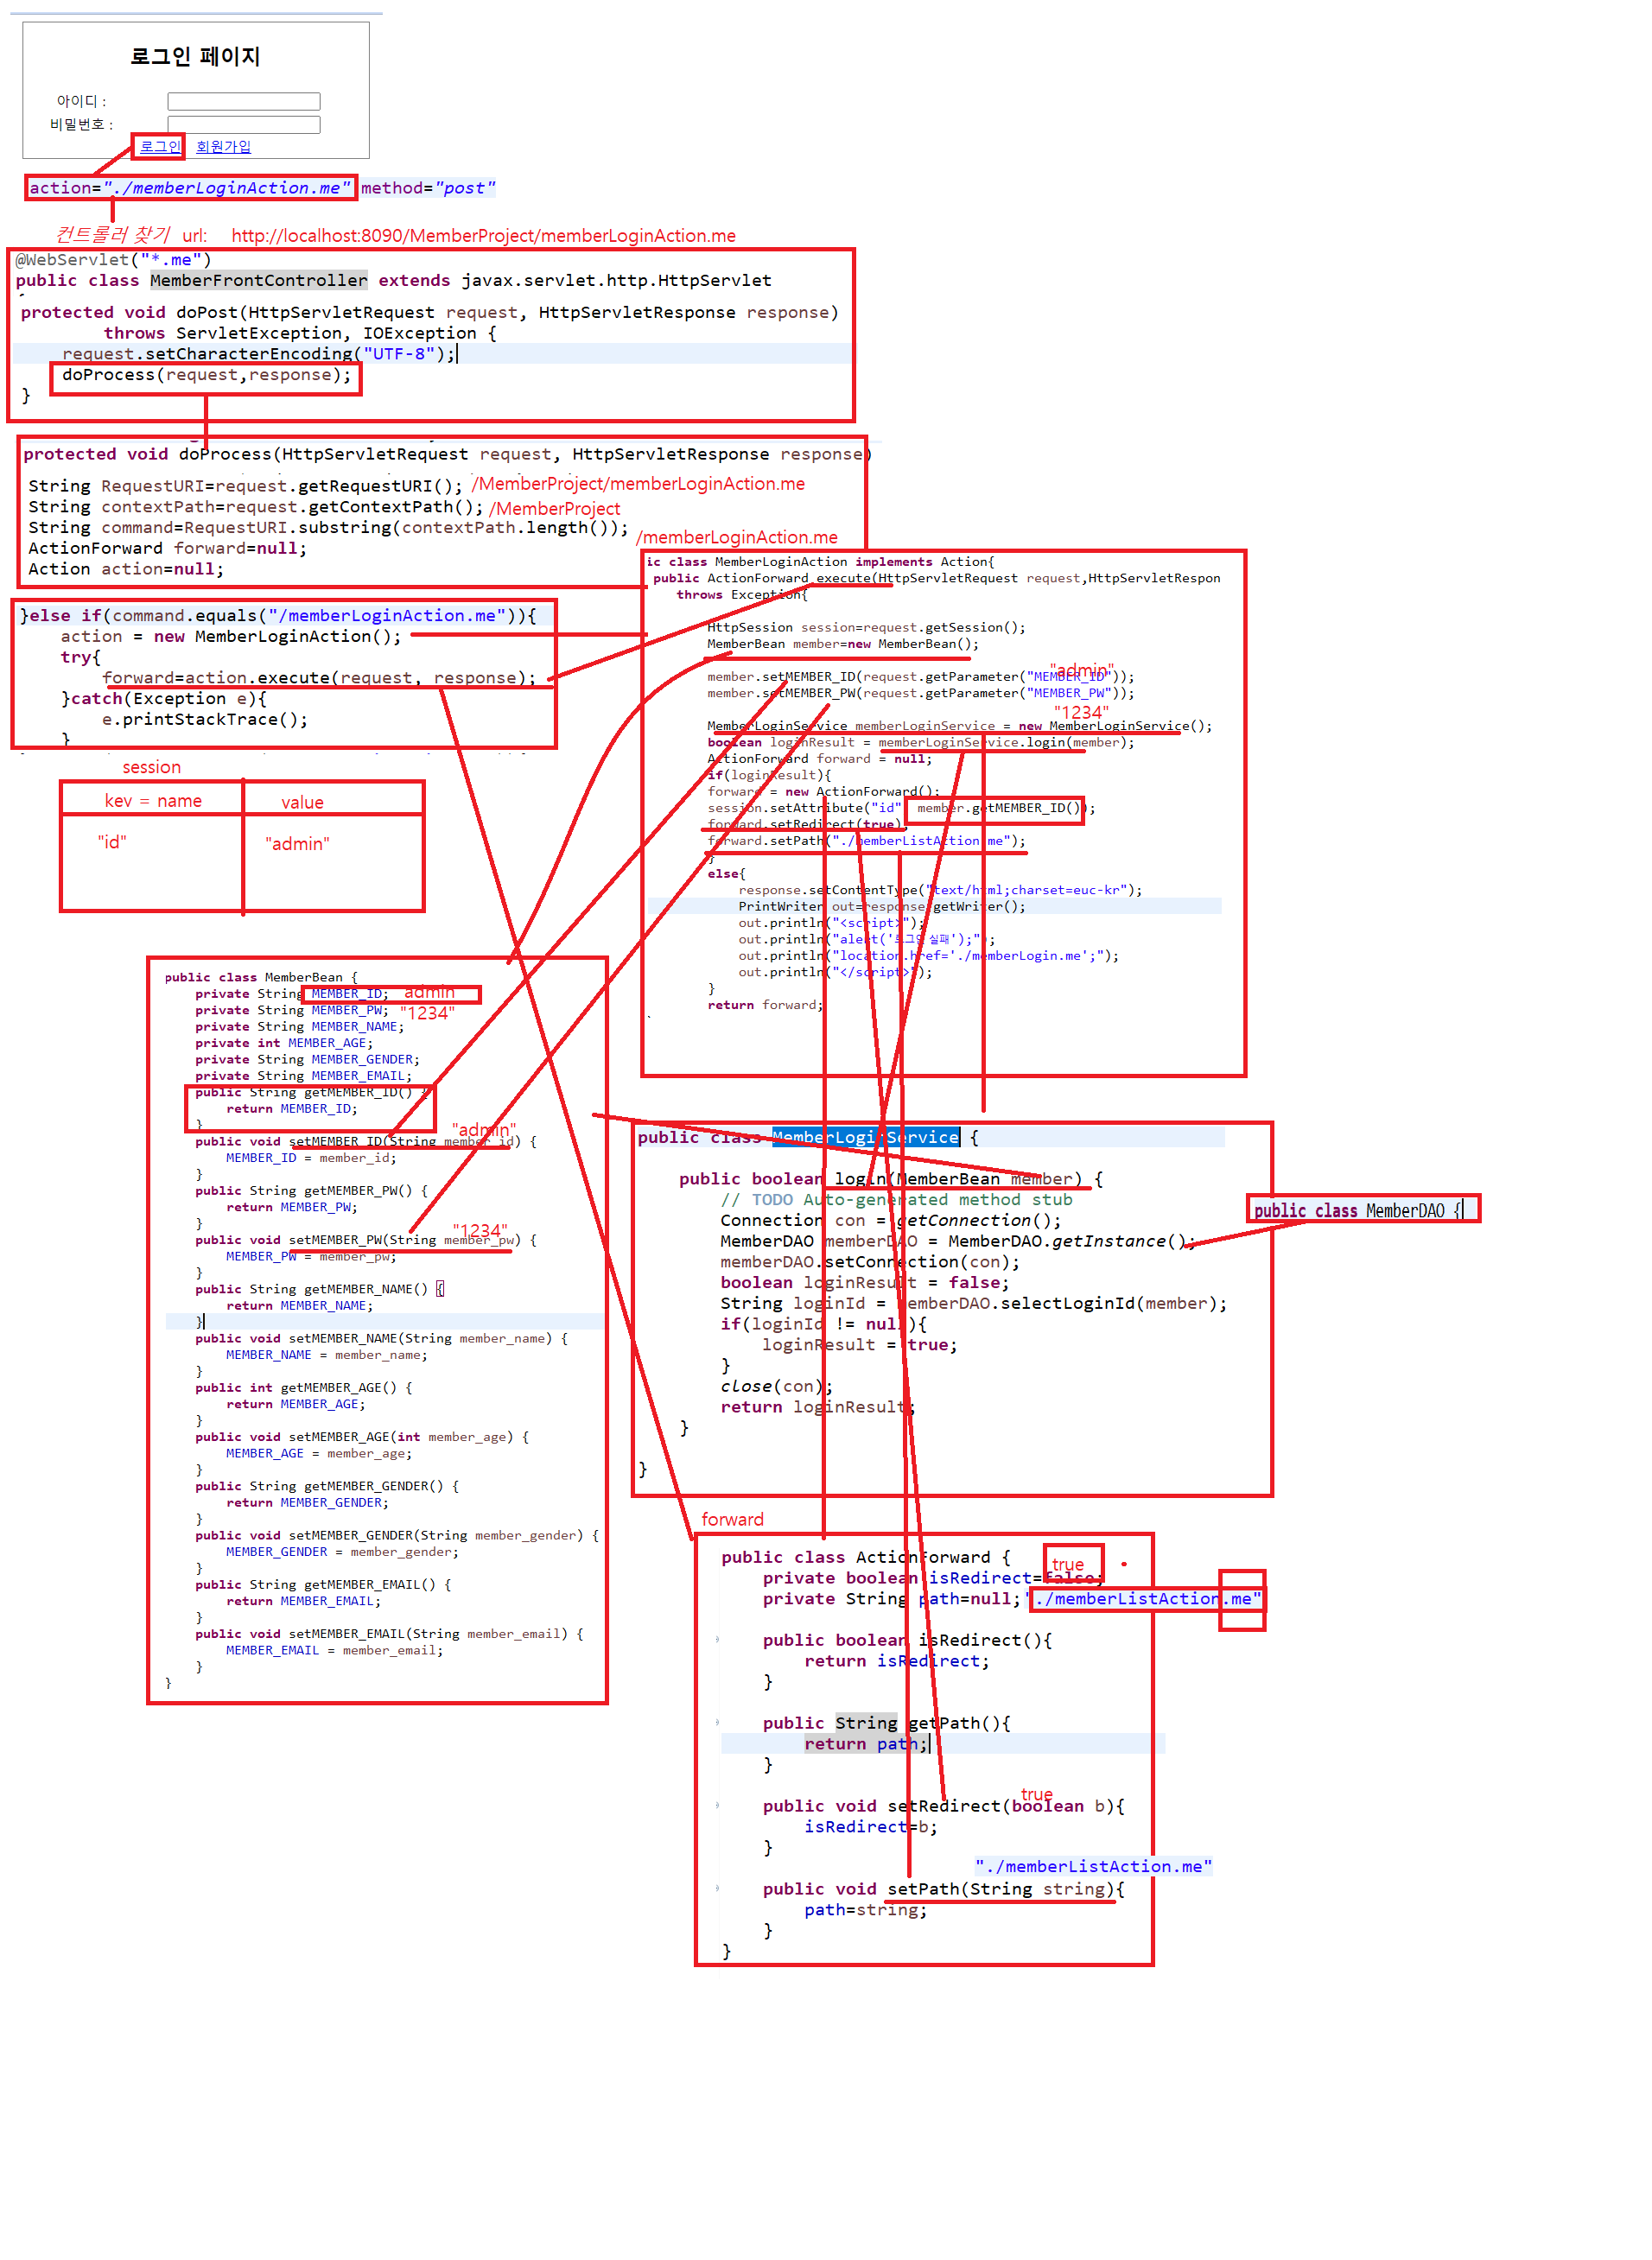 로그인 페이지
아이디 :
비밀번호 :
로그인 회원가입
action="./memberLoginAction.me" method="post"
컨트롤러 찾기 url: http://localhost:8090/MemberProject/memberLoginAction.me
@WebServlet("*.me")
public class MemberFrontController extends javax.servlet.http.HttpServlet
protected void doPost(HttpServletRequest request, HttpServletResponse response)
throws ServletException, IOException {
request.setCharacterEncoding("UTF-8");
doProcess(request,response);
}
protected void doProcess(HttpServletRequest request, HttpServletResponse response)
String RequestURI=request.getRequestURI(); /MemberProject/memberLoginAction.me
String contextPath=request.getContextPath(); /MemberProject
String command=RequestURI.substring(contextPath.length());
/memberLoginAction.me
ActionForward forward=null;
Action action=null;
}else if(command.equals("/memberLoginAction.me")){
action = new MemberLoginAction();
try{
forward=action.execute(request, response);
}catch(Exception e){
e.printStackTrace();
}
session
key = name value
"id" "admin"
ic class MemberLoginAction implements Action{
public ActionForward execute(HttpServletRequest request,HttpServletRespon
throws Exception{
HttpSession session=request.getSession();
MemberBean member=new MemberBean();
"admin"
member.setMEMBER_ID(request.getParameter("MEMBER_ID"));
member.setMEMBER_PW(request.getParameter("MEMBER_PW"));
"1234"
MemberLoginService memberLoginService = new MemberLoginService();
boolean loginResult = memberLoginService.login(member);
ActionForward forward = null;
if(loginResult){
forward = new ActionForward();
session.setAttribute("id", member.getMEMBER_ID());
forward.setRedirect(true);
forward.setPath("./memberListAction.me");
}
else{
response.setContentType("text/html;charset=euc-kr");
PrintWriter out=response.getWriter();
out.println("<script>");
out.println("alert('로그인 실패');");
out.println("location.href='./memberLogin.me';");
out.println("</script>");
}
return forward;
public class MemberBean {
private String MEMBER_ID; admin
private String MEMBER_PW; "1234"
private String MEMBER_NAME;
private int MEMBER_AGE;
private String MEMBER_GENDER;
private String MEMBER_EMAIL;
public String getMEMBER_ID() {
return MEMBER_ID;
}
"admin"
public void setMEMBER_ID(String member_id) {
MEMBER_ID = member_id;
}
public String getMEMBER_PW() {
return MEMBER_PW;
}
"1234"
public void setMEMBER_PW(String member_pw) {
MEMBER_PW = member_pw;
}
public String getMEMBER_NAME() {
return MEMBER_NAME;
}
public void setMEMBER_NAME(String member_name) {
MEMBER_NAME = member_name;
}
public int getMEMBER_AGE() {
return MEMBER_AGE;
}
public void setMEMBER_AGE(int member_age) {
MEMBER_AGE = member_age;
}
public String getMEMBER_GENDER() {
return MEMBER_GENDER;
}
public void setMEMBER_GENDER(String member_gender) {
MEMBER_GENDER = member_gender;
}
public String getMEMBER_EMAIL() {
return MEMBER_EMAIL;
}
public void setMEMBER_EMAIL(String member_email) {
MEMBER_EMAIL = member_email;
}
}
public class MemberLoginService {
public boolean login(MemberBean member) {
// TODO Auto-generated method stub
Connection con = getConnection();
MemberDAO memberDAO = MemberDAO.getInstance();
memberDAO.setConnection(con);
boolean loginResult = false;
String loginId = memberDAO.selectLoginId(member);
if(loginId != null){
loginResult = true;
}
close(con);
return loginResult;
}
}
public class MemberDAO {
forward
public class ActionForward {
true
private boolean isRedirect=false;
private String path=null; "./memberListAction.me"
public boolean isRedirect(){
return isRedirect;
}
public String getPath(){
return path;
}
true
public void setRedirect(boolean b){
isRedirect=b;
}
"./memberListAction.me"
public void setPath(String string){
path=string;
}
}